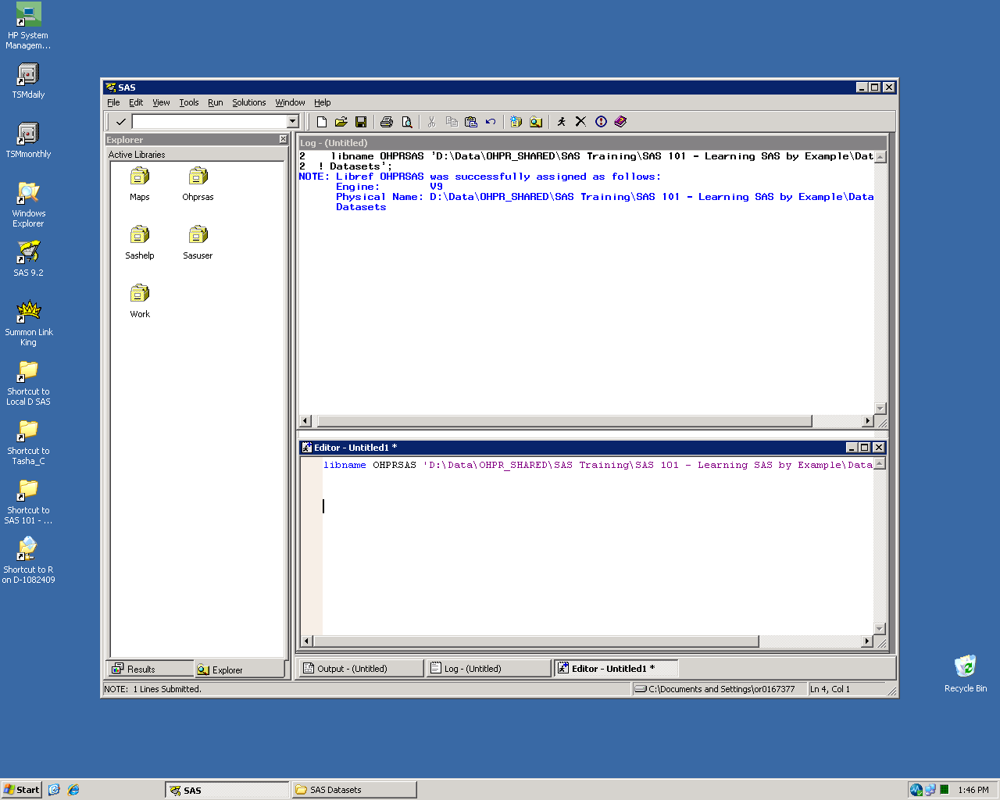 HP System
Managem...
TSMdaily
TSMmonthly
Windows
Explorer
SAS 9.2
Summon Link
King
Shortcut to
Local D SAS
Shortcut to
Tasha_C
Shortcut to
SAS 101 - ...
Shortcut to R
on D-1082409
SAS
File Edit View Tools Run Solutions Window Help
Explorer
Active Libraries
Maps
Ohprsas
Sashelp
Sasuser
Work
Results
Explorer
Log - (Untitled)
2    libname OHPRSAS 'D:\Data\OHPR_SHARED\SAS Training\SAS 101 - Learning SAS by Example\Dat
2  ! Datasets';
NOTE: Libref OHPRSAS was successfully assigned as follows:
      Engine:        V9
      Physical Name: D:\Data\OHPR_SHARED\SAS Training\SAS 101 - Learning SAS by Example\Data
      Datasets
Editor - Untitled1 *
libname OHPRSAS 'D:\Data\OHPR_SHARED\SAS Training\SAS 101 - Learning SAS by Example\Data
Output - (Untitled)
Log - (Untitled)
Editor - Untitled1 *
NOTE:  1 Lines Submitted.
C:\Documents and Settings\or0167377
Ln 4, Col 1
Recycle Bin
Start
SAS
SAS Datasets
1:46 PM